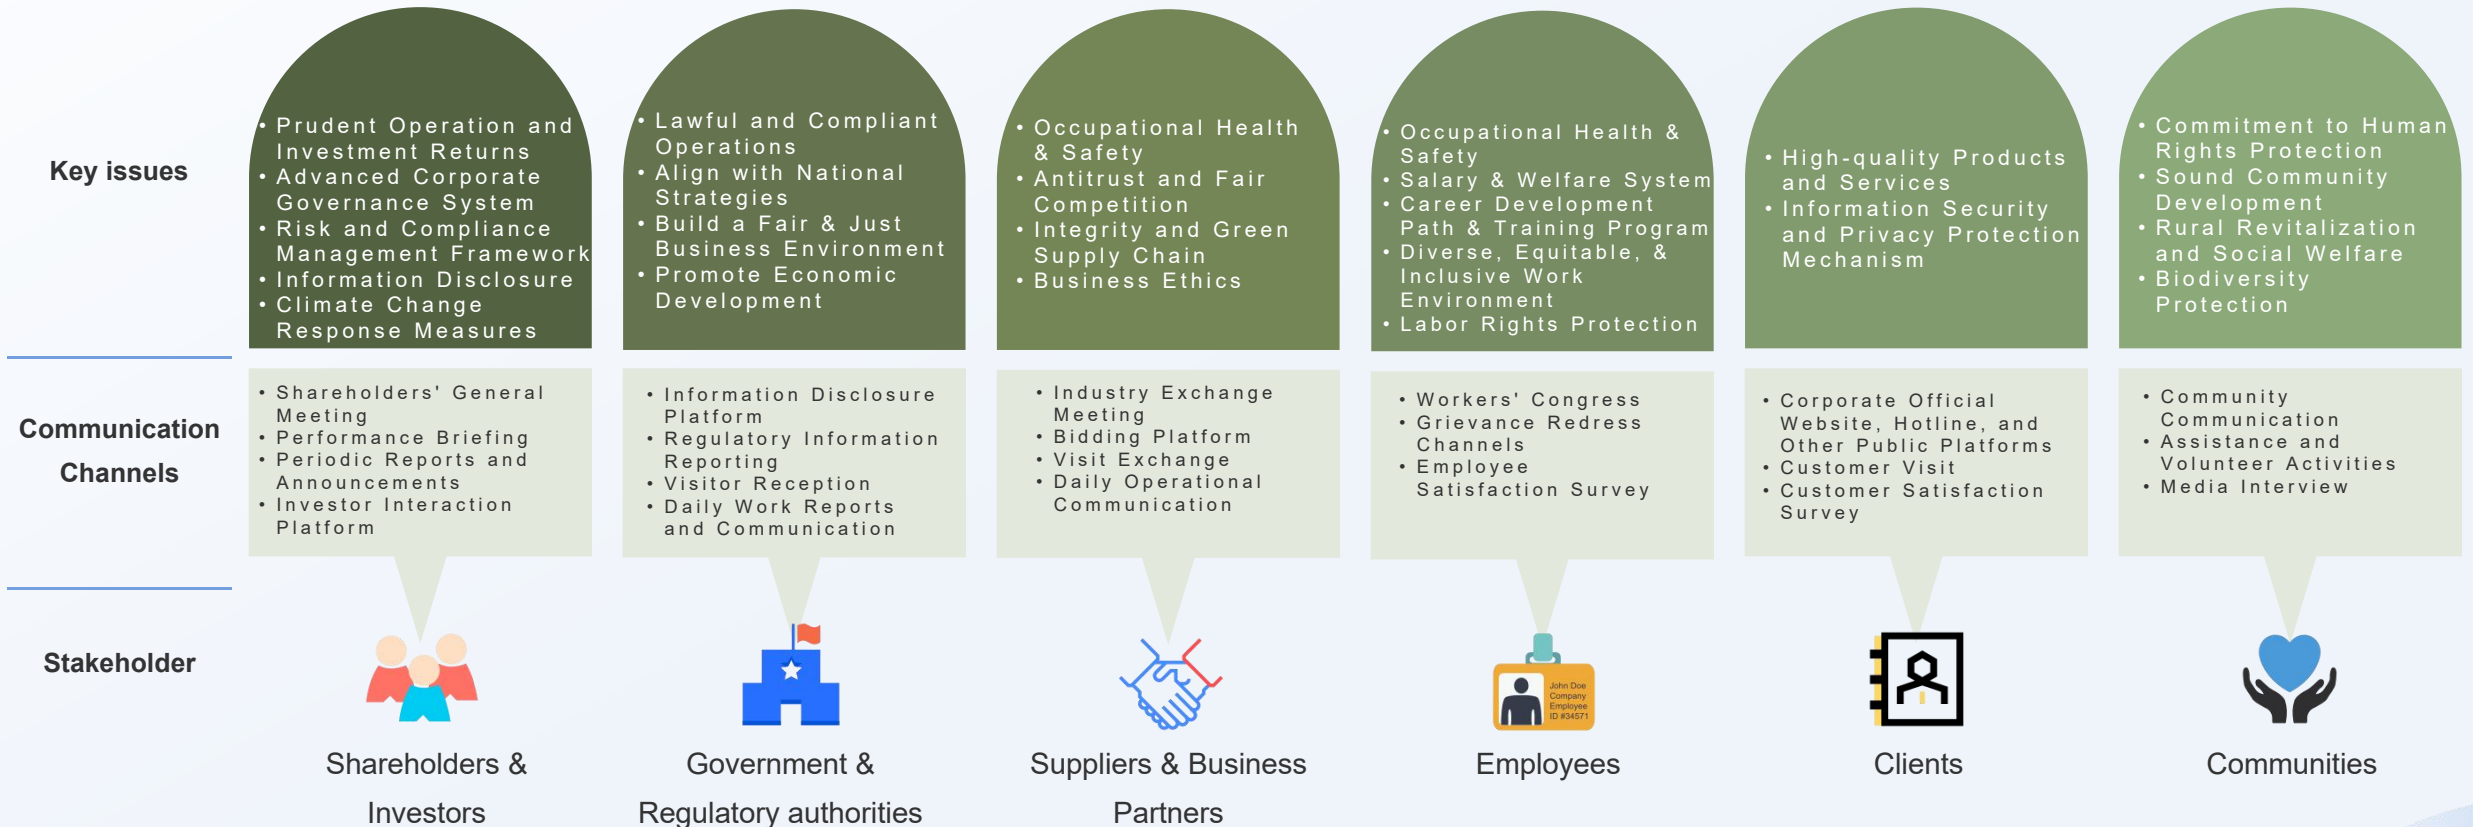 Key issues
• Prudent Operation and
Investment Returns
• Advanced Corporate
Governance System
• Risk and Compliance
Management Framework
• Information Disclosure
• Climate Change
Response Measures
• Lawful and Compliant
Operations
• Align with National
Strategies
• Build a Fair & Just
Business Environment
• Promote Economic
Development
• Occupational Health
& Safety
• Antitrust and Fair
Competition
• Integrity and Green
Supply Chain
• Business Ethics
• Occupational Health &
Safety
• Salary & Welfare System
• Career Development
Path & Training Program
• Diverse, Equitable, &
Inclusive Work
Environment
• Labor Rights Protection
• High-quality Products
and Services
• Information Security
and Privacy Protection
Mechanism
• Commitment to Human
Rights Protection
• Sound Community
Development
• Rural Revitalization
and Social Welfare
• Biodiversity
Protection
Communication
Channels
• Shareholders' General
Meeting
• Performance Briefing
• Periodic Reports and
Announcements
• Investor Interaction
Platform
• Information Disclosure
Platform
• Regulatory Information
Reporting
• Visitor Reception
• Daily Work Reports
and Communication
• Industry Exchange
Meeting
• Bidding Platform
• Visit Exchange
• Daily Operational
Communication
• Workers' Congress
• Grievance Redress
Channels
• Employee
Satisfaction Survey
• Corporate Official
Website, Hotline, and
Other Public Platforms
• Customer Visit
• Customer Satisfaction
Survey
• Community
Communication
• Assistance and
Volunteer Activities
• Media Interview
Stakeholder
John Doe
Company
Employee
ID #34571
Shareholders &
Investors
Government &
Regulatory authorities
Suppliers & Business
Partners
Employees
Clients
Communities